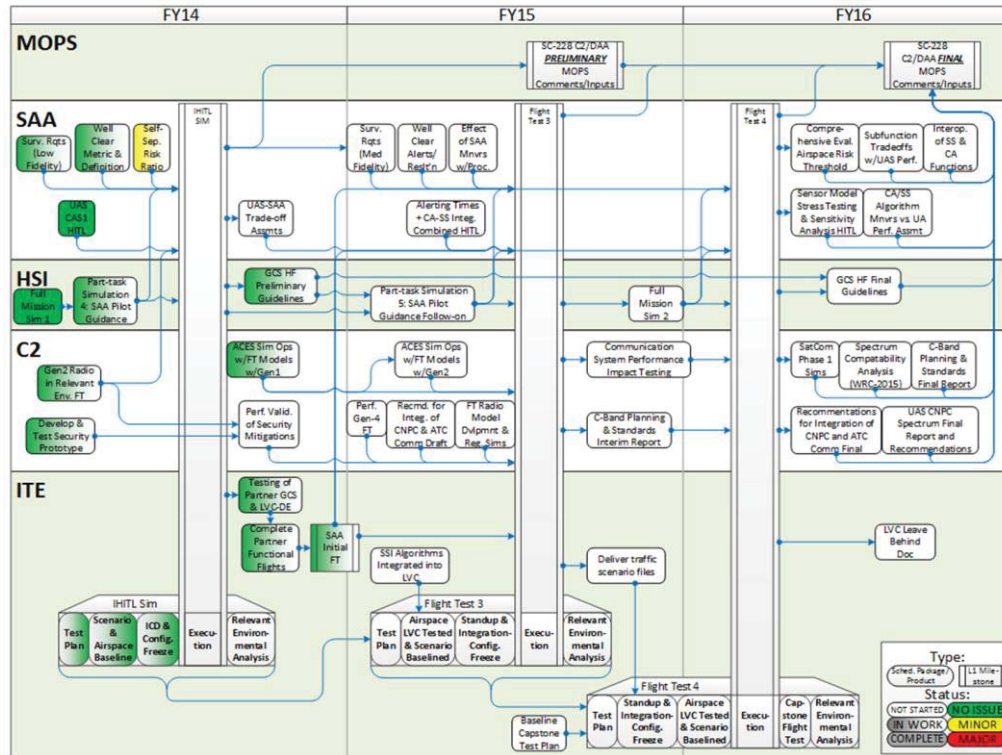 FY14
FY15
FY16
MOPS
SC-228 C2/DAA
PRELIMINARY
MOPS
Comments/Inputs
SC-228
C2/DAA FINAL
MOPS
Comments/Inputs
SAA
IHITL
SIM
Flight
Test 3
Flight
Test 4
Surv. Rqts
(Low
Fidelity)
Well
Clear
Metric &
Definition
Self-
Sep.
Risk
Ratio
Surv.
Rqts
(Med
Fidelity)
Well
Clear
Alerts/
Reslt'n
Effect
of SAA
Mnvrs
w/Proc.
Compre-
hensive Eval.
Airspace Risk
Threshold
Subfunction
Tradeoffs
w/UAS Perf.
Interop.
of SS &
CA
Functions
UAS
CAS1
HITL
UAS-SAA
Trade-off
Assmts
Alerting Times
+ CA-SS Integ.
Combined HITL
Sensor Model
Stress Testing
& Sensitivity
Analysis HITL
CA/SS
Algorithm
Mnvrs vs. UA
Perf. Assmt
HSI
Full
Mission
Sim 1
Part-task
Simulation
4: SAA Pilot
Guidance
GCS HF
Preliminary
Guidelines
Part-task Simulation
5: SAA Pilot
Guidance Follow-on
Full
Mission
Sim 2
GCS HF Final
Guidelines
C2
Gen2 Radio
in Relevant
Env. FT
ACES Sim Ops
w/FT Models
w/Gen1
ACES Sim Ops
w/FT Models
w/Gen2
Communication
System Performance
Impact Testing
SatCom
Phase 1
Sims
Spectrum
Compatability
Analysis
(WRC-2015)
C-Band
Planning &
Standards
Final Report
Develop &
Test Security
Prototype
Perf. Valid.
of Security
Mitigations
Perf.
Gen-4
FT
Recmd. for
Integ. of
CNPC & ATC
Comm Draft
FT Radio
Model
Dvlpmnt &
Reg. Sims
C-Band Planning
& Standards
Interim Report
Recommendations
for Integration
of CNPC and ATC
Comm Final
UAS CNPC
Spectrum Final
Report and
Recommendations
ITE
Testing of
Partner GCS
& LVC-DE
Complete
Partner
Functional
Flights
SAA
Initial
FT
SSI Algorithms
Integrated into
LVC
Deliver traffic
scenario files
LVC Leave
Behind
Doc
IHITL Sim
Test
Plan
Scenario
&
Airspace
Baseline
ICD &
Config.
Freeze
Execu-
tion
Relevant
Environ-
mental
Analysis
Flight Test 3
Test
Plan
Airspace
LVC Tested
& Scenario
Baselined
Standup &
Integration-
Config.
Freeze
Execu-
tion
Relevant
Environ-
mental
Analysis
Flight Test 4
Baseline
Capstone
Test Plan
Test
Plan
Standup &
Integration-
Config.
Freeze
Airspace
LVC Tested
& Scenario
Baselined
Execu-
tion
Cap-
stone
Flight
Test
Relevant
Environ-
mental
Analysis
Type:
Sched. Package/
Product
L1 Mile-
stone
Status:
NOT STARTED
NO ISSUE
IN WORK
MINOR
COMPLETE
MAJOR